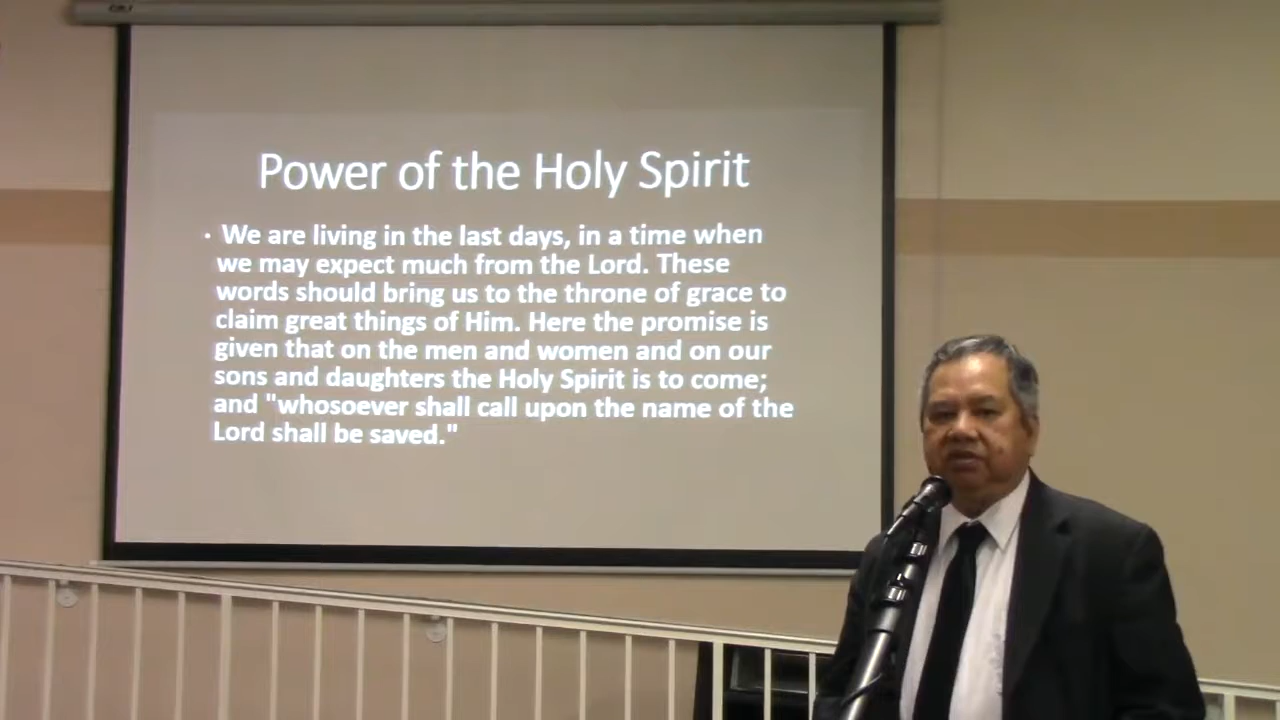 Power of the Holy Spirit
• We are living in the last days, in a time when
we may expect much from the Lord. These
words should bring us to the throne of grace to
claim great things of Him. Here the promise is
given that on the men and women and on our
sons and daughters the Holy Spirit is to come;
and "whosoever shall call upon the name of the
Lord shall be saved."